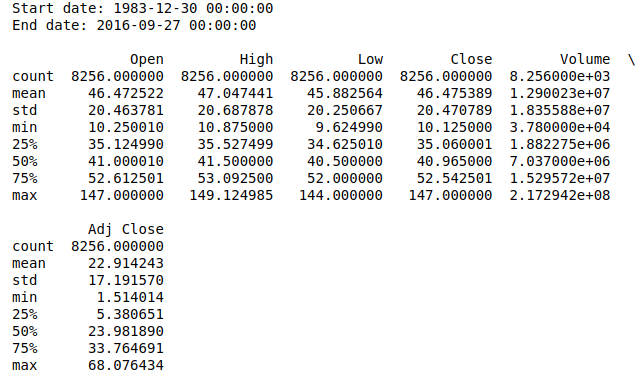 Start date: 1983-12-30 00:00:00
End date: 2016-09-27 00:00:00
Open High Low Close Volume \
count 8256.000000 8256.000000 8256.000000 8256.000000 8.256000e+03
mean 46.472522 47.047441 45.882564 46.475389 1.290023e+07
std 20.463781 20.687878 20.250667 20.470789 1.835588e+07
min 10.250010 10.875000 9.624990 10.125000 3.780000e+04
25% 35.124990 35.527499 34.625010 35.060001 1.882275e+06
50% 41.000010 41.500000 40.500000 40.965000 7.037000e+06
75% 52.612501 53.092500 52.000000 52.542501 1.529572e+07
max 147.000000 149.124985 144.000000 147.000000 2.172942e+08
Adj Close
count 8256.000000
mean 22.914243
std 17.191570
min 1.514014
25% 5.380651
50% 23.981890
75% 33.764691
max 68.076434